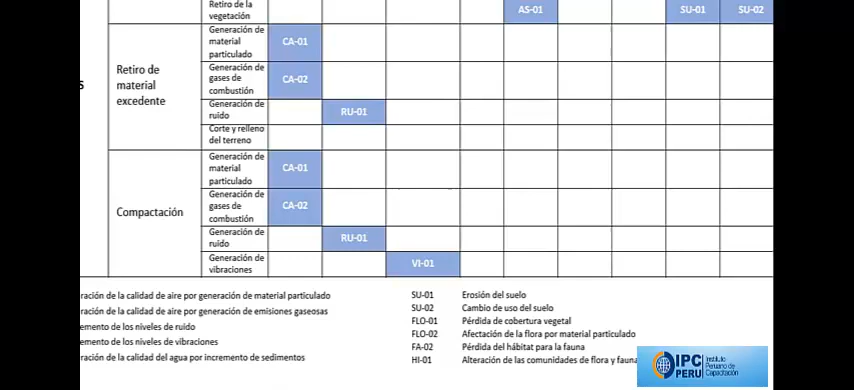 Retiro de la
vegetación
AS-01
SU-01
SU-02
S
Retiro de
material
excedente
Generación de
material
particulado
CA-01
Generación de
gases de
combustión
CA-02
Generación de
ruido
RU-01
Corte y relleno
del terreno
Compactación
Generación de
material
particulado
CA-01
Generación de
gases de
combustión
CA-02
Generación de
ruido
RU-01
Generación de
vibraciones
VI-01
ración de la calidad de aire por generación de material particulado
ración de la calidad de aire por generación de emisiones gaseosas
emento de los niveles de ruido
emento de los niveles de vibraciones
ración de la calidad del agua por incremento de sedimentos
SU-01 Erosión del suelo
SU-02 Cambio de uso del suelo
FLO-01 Pérdida de cobertura vegetal
FLO-02 Afectación de la flora por material particulado
FA-02 Pérdida del hábitat para la fauna
HI-01 Alteración de las comunidades de flora y fauna
IPC
PERÚ
Instituto
Peruano de
Capacitación